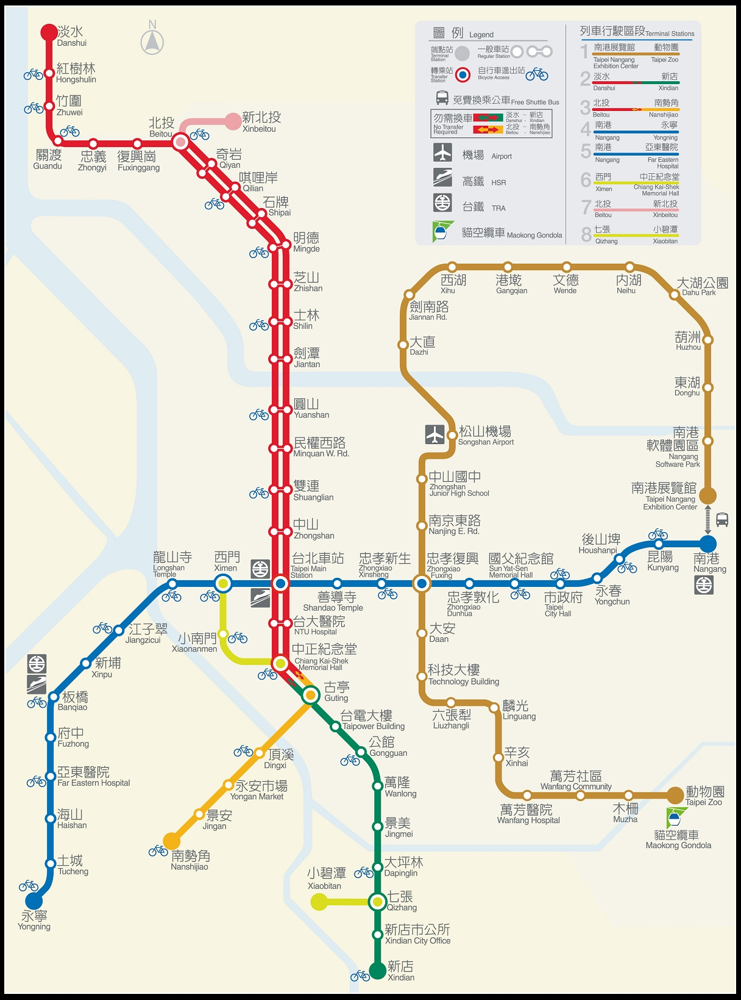 淡水
Danshui
紅樹林
Hongshulin
竹圍
Zhuwei
關渡
Guandu
忠義
Zhongyi
復興崗
Fuxinggang
北投
Beitou
新北投
Xinbeitou
奇岩
Qiyan
唭哩岸
Qilian
石牌
Shipai
明德
Mingde
芝山
Zhishan
士林
Shilin
劍潭
Jiantan
圓山
Yuanshan
民權西路
Minquan W. Rd.
雙連
Shuanglian
中山
Zhongshan
N
圖 例 Legend
端點站
Terminal
Station
一般車站
Regular Station
轉乘站
Transfer
Station
自行車進出站
Bicycle Access
免費換乘公車Free Shuttle Bus
勿需換車
No Transfer
Required
淡水 - 新店
Danshui - Xindian
北投 - 南勢角
Beitou - Nanshijiao
機場 Airport
高鐵 HSR
台鐵 TRA
貓空纜車 Maokong Gondola
列車行駛區段Terminal Stations
1
南港展覽館 動物園
Taipei Nangang
Exhibition Center
Taipei Zoo
2
淡水 新店
Danshui Xindian
3
北投 南勢角
Beitou Nanshijiao
4
南港 永寧
Nangang Yongning
5
南港 亞東醫院
Nangang Far Eastern
Hospital
6
西門 中正紀念堂
Ximen Chiang Kai-Shek
Memorial Hall
7
北投 新北投
Beitou Xinbeitou
8
七張 小碧潭
Qizhang Xiaobitan
西湖
Xihu
港墘
Gangqian
文德
Wende
內湖
Neihu
大湖公園
Dahu Park
劍南路
Jiannan Rd.
大直
Dazhi
葫洲
Huzhou
東湖
Donghu
松山機場
Songshan Airport
南港
軟體園區
Nangang
Software Park
中山國中
Zhongshan
Junior High School
南港展覽館
Taipei Nangang
Exhibition Center
南京東路
Nanjing E. Rd.
龍山寺
Longshan
Temple
西門
Ximen
台北車站
Taipei Main
Station
善導寺
Shandao Temple
忠孝新生
Zhongxiao
Xinsheng
忠孝復興
Zhongxiao
Fuxing
忠孝敦化
Zhongxiao
Dunhua
國父紀念館
Sun Yat-Sen
Memorial Hall
市政府
Taipei
City Hall
永春
Yongchun
後山埤
Houshanpi
昆陽
Kunyang
南港
Nangang
江子翠
Jiangzicui
新埔
Xinpu
板橋
Banqiao
府中
Fuzhong
亞東醫院
Far Eastern Hospital
海山
Haishan
土城
Tucheng
永寧
Yongning
小南門
Xiaonanmen
台大醫院
NTU Hospital
中正紀念堂
Chiang Kai-Shek
Memorial Hall
古亭
Guting
頂溪
Dingxi
永安市場
Yongan Market
景安
Jingan
南勢角
Nanshijiao
台電大樓
Taipower Building
公館
Gongguan
萬隆
Wanlong
景美
Jingmei
大坪林
Dapinglin
小碧潭
Xiaobitan
七張
Qizhang
新店市公所
Xindian City Office
新店
Xindian
大安
Daan
科技大樓
Technology Building
六張犁
Liuzhangli
麟光
Linguang
辛亥
Xinhai
萬芳醫院
Wanfang Hospital
萬芳社區
Wanfang Community
木柵
Muzha
動物園
Taipei Zoo
貓空纜車
Maokong Gondola